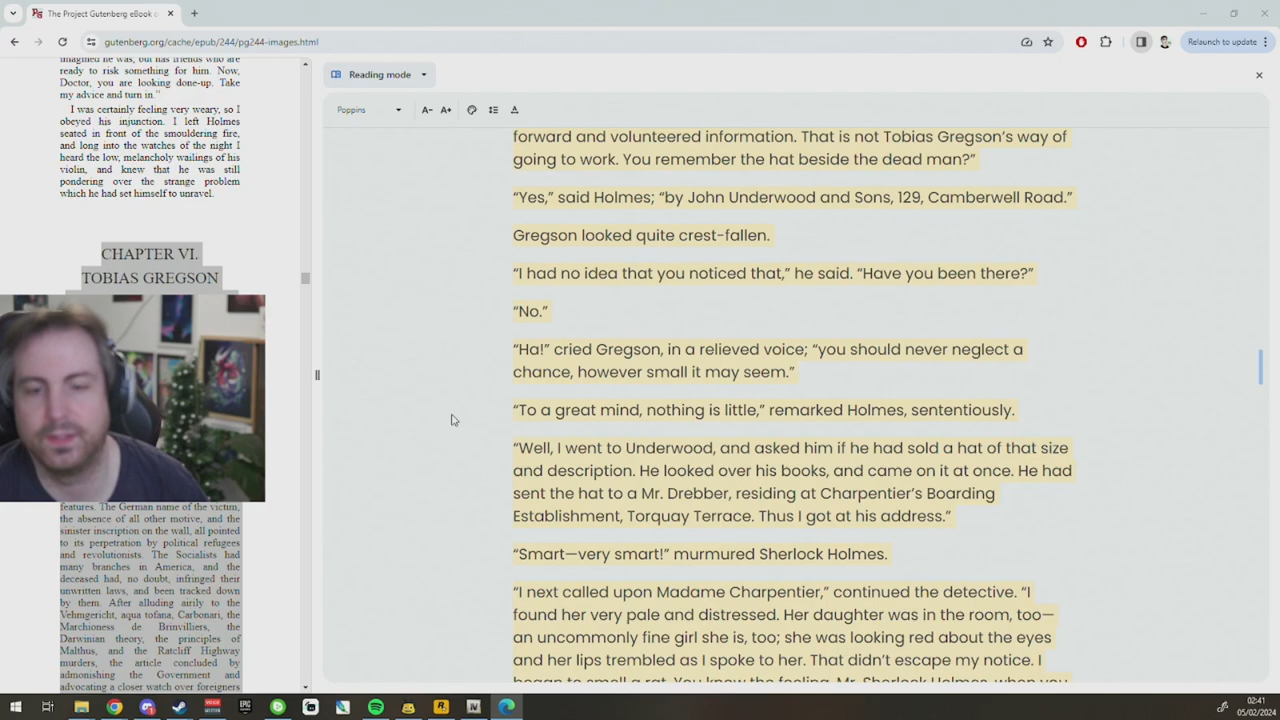 The Project Gutenberg eBook o
gutenberg.org/cache/epub/244/pg244-images.html
Relaunch to update
imagined he was, but has friends who are
ready to risk something for him. Now,
Doctor, you are looking done-up. Take
my advice and turn in.”
I was certainly feeling very weary, so I
obeyed his injunction. I left Holmes
seated in front of the smouldering fire,
and long into the watches of the night I
heard the low, melancholy wailings of his
violin, and knew that he was still
pondering over the strange problem
which he had set himself to unravel.
CHAPTER VI.
TOBIAS GREGSON
features. The German name of the victim,
the absence of all other motive, and the
sinister inscription on the wall, all pointed
to its perpetration by political refugees
and revolutionists. The Socialists had
many branches in America, and the
deceased had, no doubt, infringed their
unwritten laws, and been tracked down
by them. After alluding airily to the
Vehmgericht, aqua tofana, Carbonari, the
Marchioness de Brinvilliers, the
Darwinian theory, the principles of
Malthus, and the Ratcliff Highway
murders, the article concluded by
admonishing the Government and
advocating a closer watch over foreigners
Reading mode
Poppins
A- A+
forward and volunteered information. That is not Tobias Gregson’s way of
going to work. You remember the hat beside the dead man?”
“Yes,” said Holmes; “by John Underwood and Sons, 129, Camberwell Road.”
Gregson looked quite crest-fallen.
“I had no idea that you noticed that,” he said. “Have you been there?”
“No.”
“Ha!” cried Gregson, in a relieved voice; “you should never neglect a
chance, however small it may seem.”
“To a great mind, nothing is little,” remarked Holmes, sententiously.
“Well, I went to Underwood, and asked him if he had sold a hat of that size
and description. He looked over his books, and came on it at once. He had
sent the hat to a Mr. Drebber, residing at Charpentier’s Boarding
Establishment, Torquay Terrace. Thus I got at his address.”
“Smart—very smart!” murmured Sherlock Holmes.
“I next called upon Madame Charpentier,” continued the detective. “I
found her very pale and distressed. Her daughter was in the room, too—
an uncommonly fine girl she is, too; she was looking red about the eyes
and her lips trembled as I spoke to her. That didn’t escape my notice. I
began to smell a rat. You know the feeling, Mr. Sherlock Holmes, when you
02:41
05/02/2024